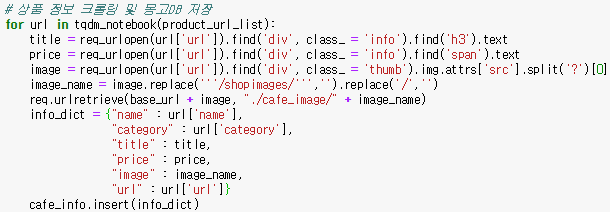 # 상품 정보 크롤링 및 몽고DB 저장
for url in tqdm_notebook(product_url_list):
    title = req_urlopen(url['url']).find('div', class_ = 'info').find('h3').text
    price = req_urlopen(url['url']).find('div', class_ = 'info').find('span').text
    image = req_urlopen(url['url']).find('div', class_ = 'thumb').img.attrs['src'].split('?')[0]
    image_name = image.replace('''/shopimages/''','').replace('/','')
    req.urlretrieve(base_url + image, "./cafe_image/" + image_name)
    info_dict = {"name" : url['name'],
                 "category" : url['category'],
                 "title" : title,
                 "price" : price,
                 "image" : image_name,
                 "url" : url['url']}
    cafe_info.insert(info_dict)